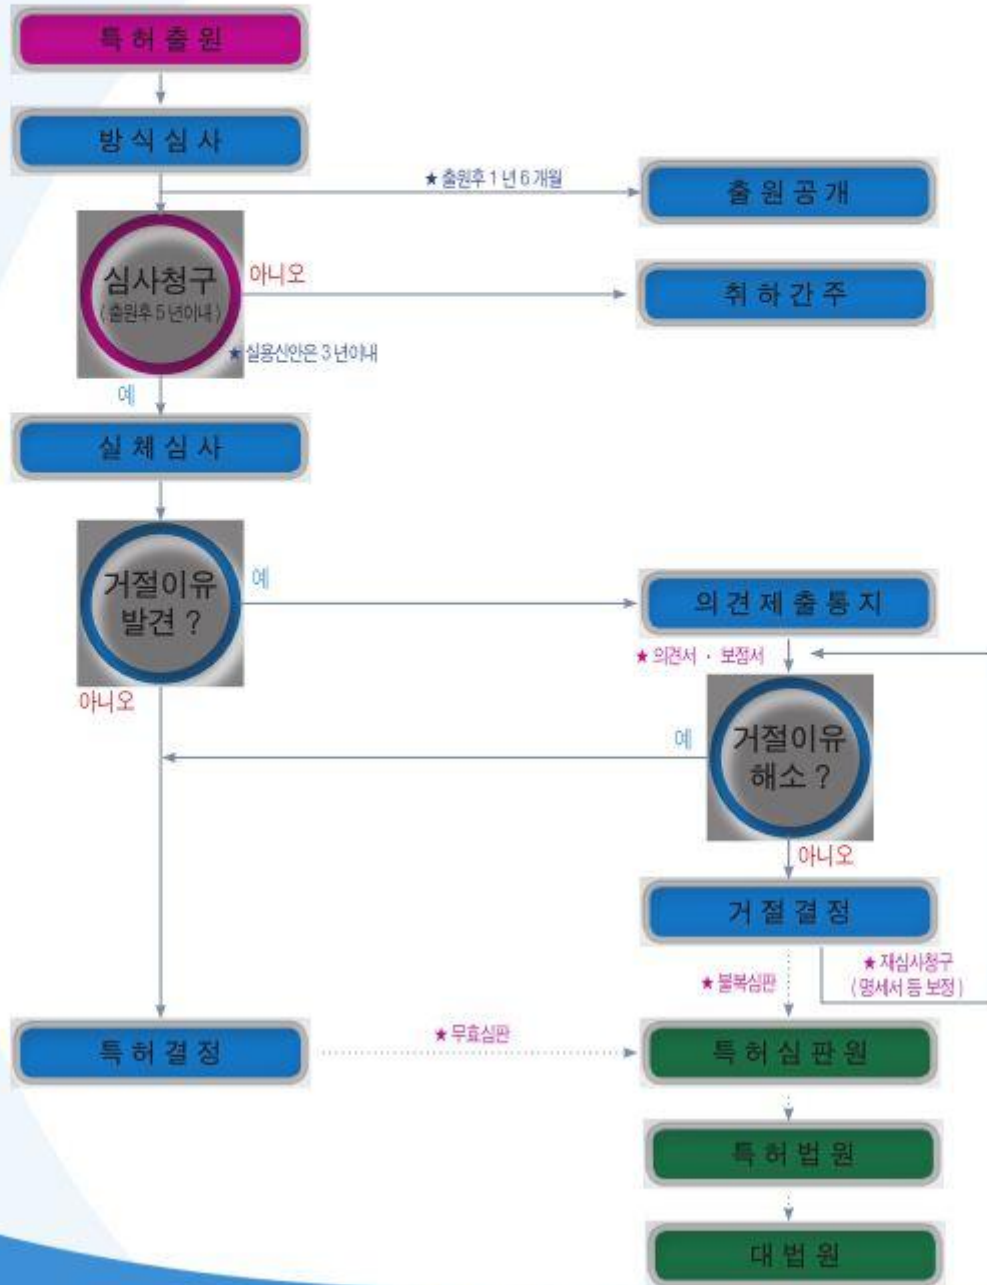 특허출원
방식심사
★ 출원후 1년 6개월
출원공개
심사청구
(출원후 5년이내)
아니오
취하간주
★ 실용신안은 3년이내
예
실체심사
거절이유
발견 ?
예
의견제출통지
★ 의견서 · 보정서
아니오
거절이유
해소 ?
예
아니오
거절결정
★ 재심사청구
(명세서 등 보정)
★ 불복심판
특허결정
★ 무효심판
특허심판원
특허법원
대법원